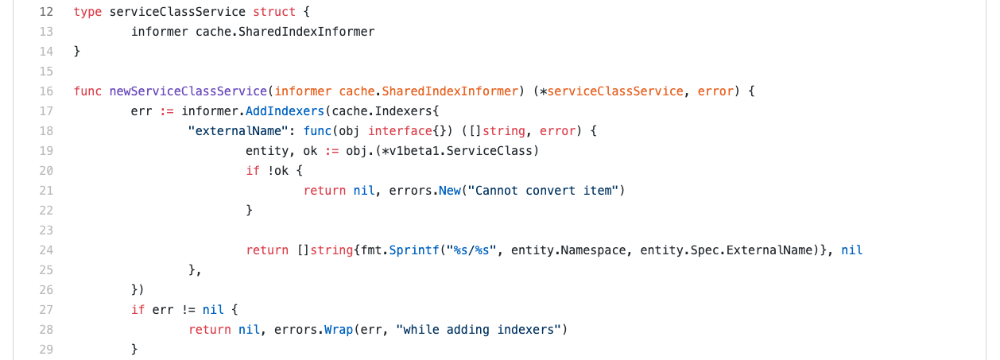 12 type serviceClassService struct {
13         informer cache.SharedIndexInformer
14 }
15
16 func newServiceClassService(informer cache.SharedIndexInformer) (*serviceClassService, error) {
17         err := informer.AddIndexers(cache.Indexers{
18                 "externalName": func(obj interface{}) ([]string, error) {
19                         entity, ok := obj.(*v1beta1.ServiceClass)
20                         if !ok {
21                                 return nil, errors.New("Cannot convert item")
22                         }
23
24                         return []string{fmt.Sprintf("%s/%s", entity.Namespace, entity.Spec.ExternalName)}, nil
25                 },
26         })
27         if err != nil {
28                 return nil, errors.Wrap(err, "while adding indexers")
29         }